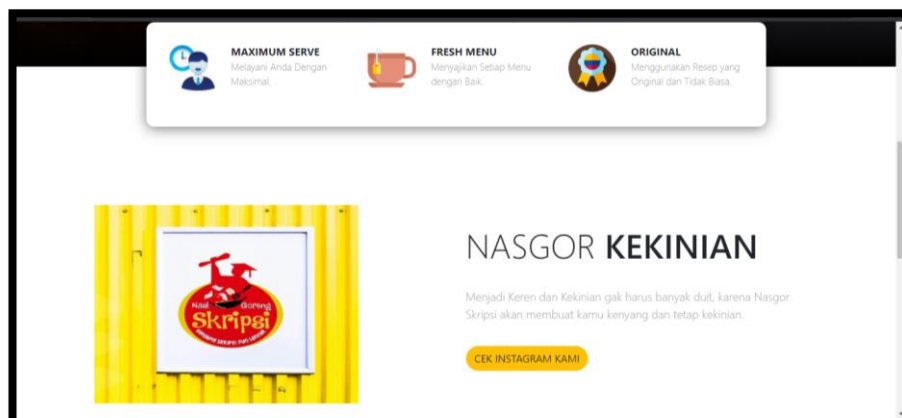 MAXIMUM SERVE
Melayani Anda Dengan
Maksimal.
FRESH MENU
Menyajikan Setiap Menu
dengan Baik.
ORIGINAL
Menggunakan Resep yang
Original dan Tidak Biasa.
Nasi Goreng
Skripsi
NASGOR KEKINIAN
Menjadi Keren dan Kekinian gak harus banyak duit, karena Nasgor
Skripsi akan membuat kamu kenyang dan tetap kekinian.
CEK INSTAGRAM KAMI